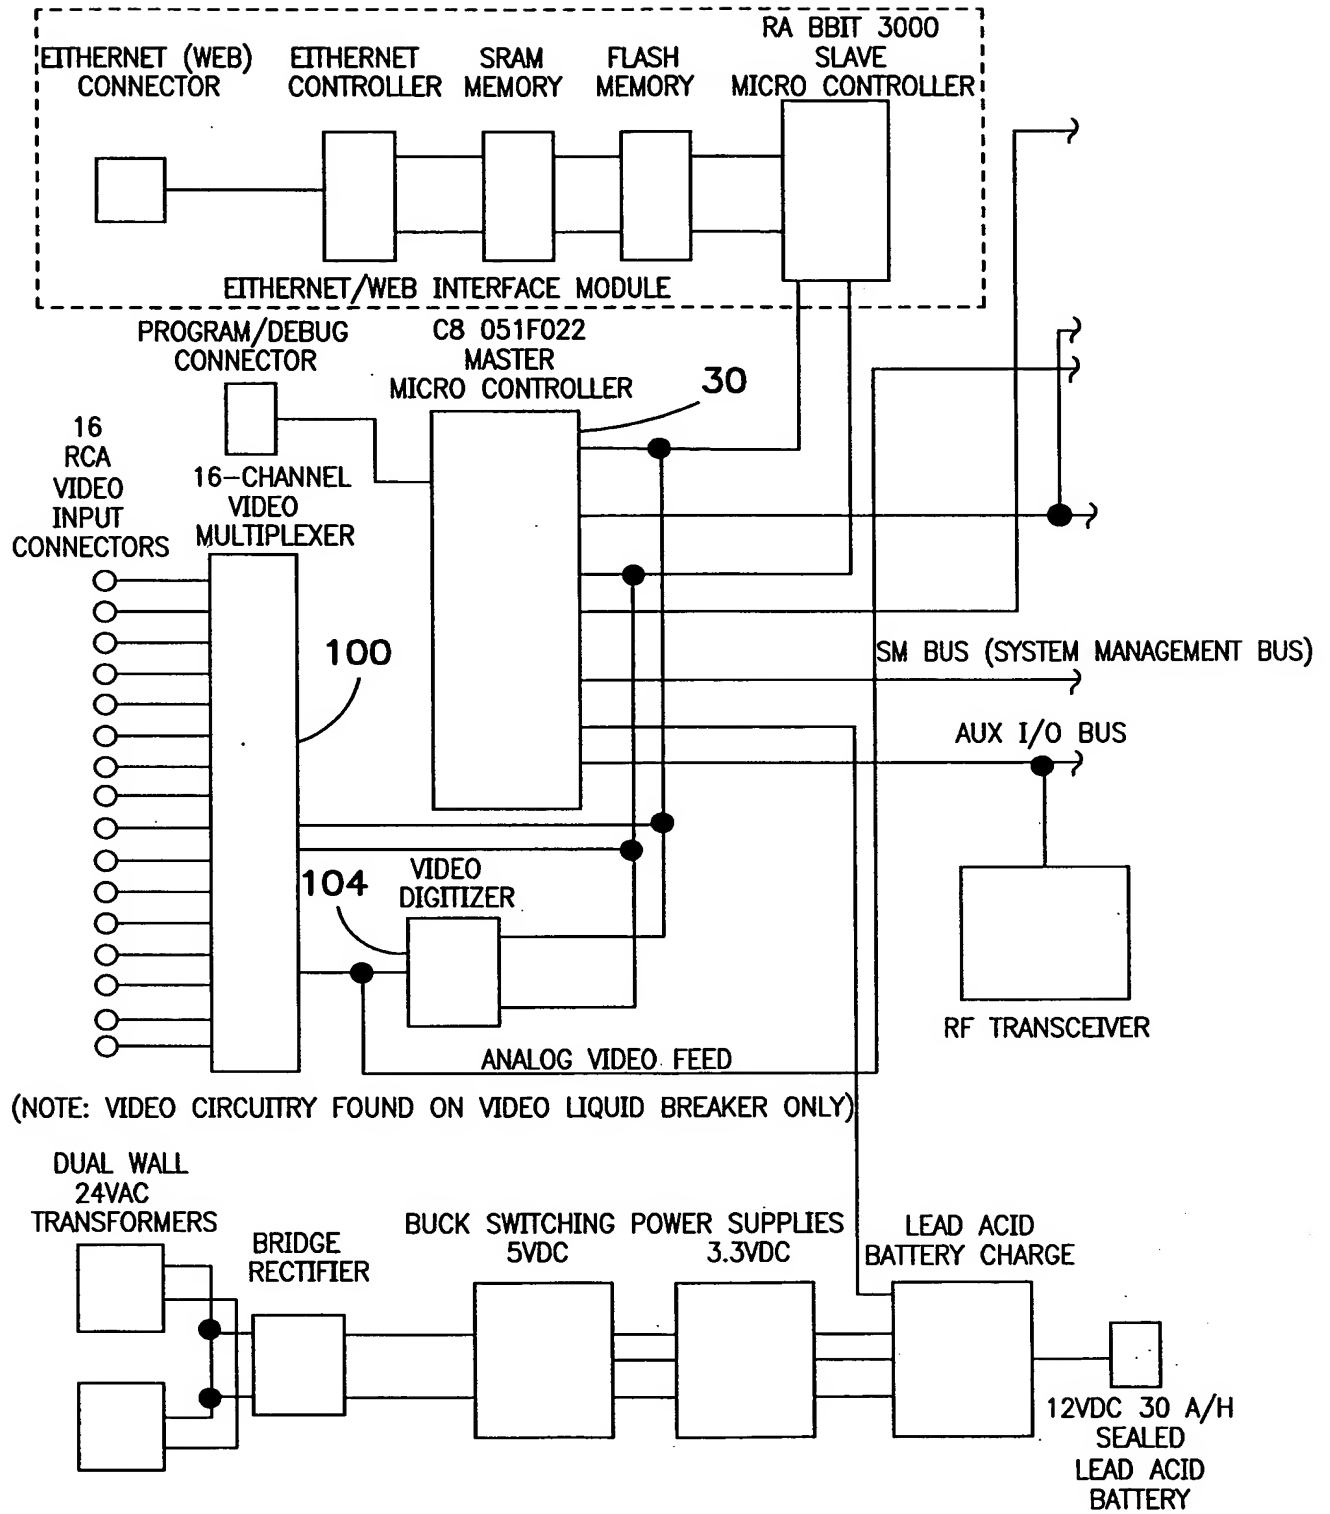 RA BBIT 3000
SLAVE
MICRO CONTROLLER
EITHERNET (WEB)
CONNECTOR
EITHERNET
CONTROLLER
SRAM
MEMORY
FLASH
MEMORY
EITHERNET/WEB INTERFACE MODULE
PROGRAM/DEBUG
CONNECTOR
C8 051F022
MASTER
MICRO CONTROLLER
30
16
RCA
VIDEO
INPUT
CONNECTORS
16-CHANNEL
VIDEO
MULTIPLEXER
100
SM BUS (SYSTEM MANAGEMENT BUS)
AUX I/O BUS
104
VIDEO
DIGITIZER
RF TRANSCEIVER
ANALOG VIDEO FEED
(NOTE: VIDEO CIRCUITRY FOUND ON VIDEO LIQUID BREAKER ONLY)
DUAL WALL
24VAC
TRANSFORMERS
BRIDGE
RECTIFIER
BUCK SWITCHING POWER SUPPLIES
5VDC
3.3VDC
LEAD ACID
BATTERY CHARGE
12VDC 30 A/H
SEALED
LEAD ACID
BATTERY